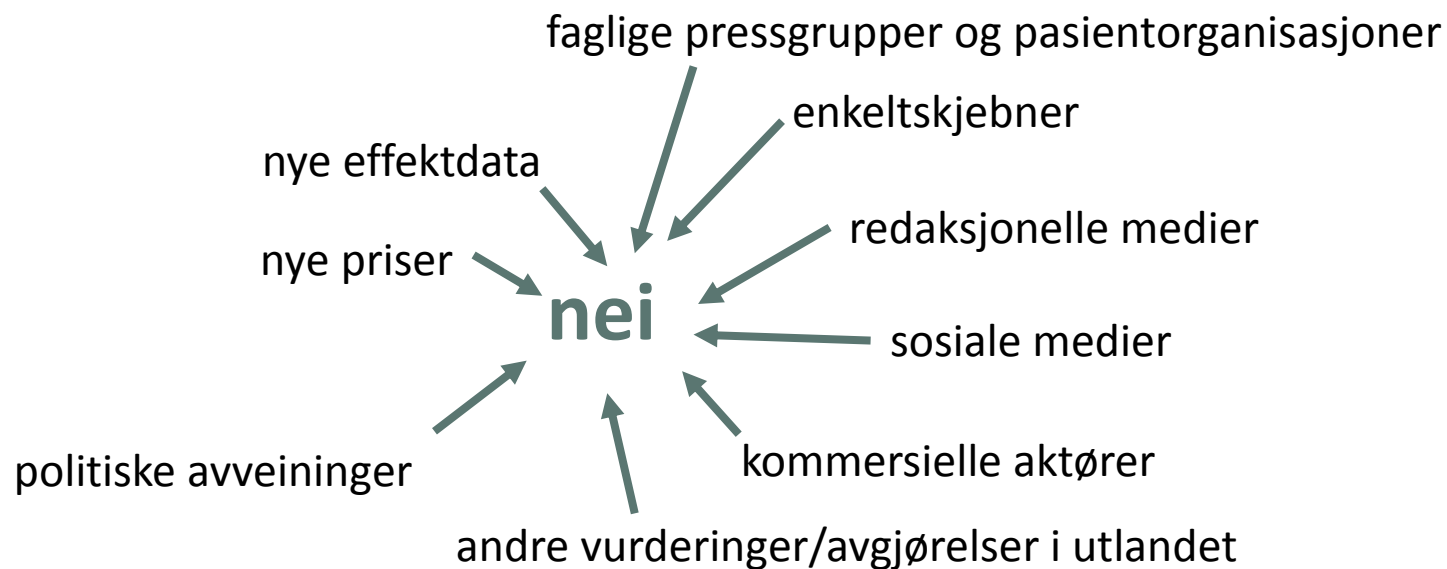 faglige pressgrupper og pasientorganisasjoner
enkeltskjebner
nye effektdata
redaksjonelle medier
nye priser
nei
sosiale medier
politiske avveininger
kommersielle aktører
andre vurderinger/avgjørelser i utlandet